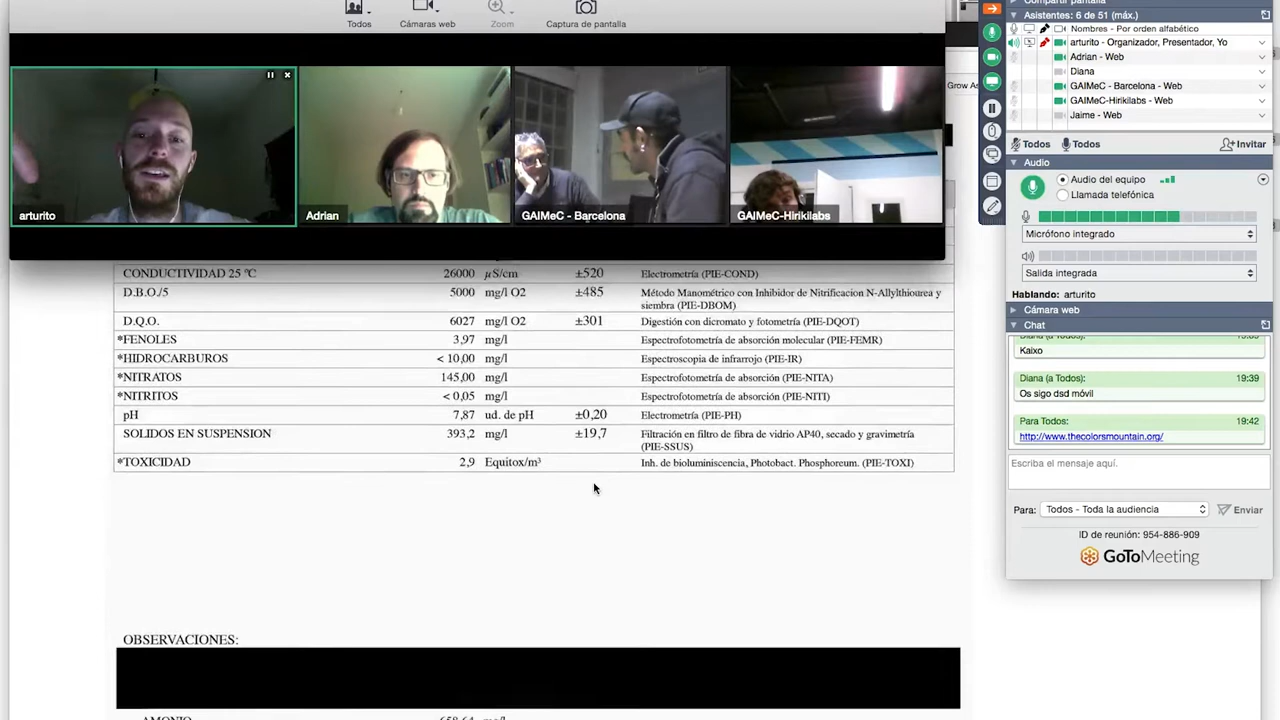 Compartir pantalla
Todos
Cámaras web
Zoom
Captura de pantalla
Asistentes: 6 de 51 (máx.)
Nombres - Por orden alfabético
arturito - Organizador, Presentador, Yo
Adrian - Web
Diana
GAIMeC - Barcelona - Web
GAIMeC-Hirikilabs - Web
Jaime - Web
Grow As
Todos
Todos
Invitar
Audio
Audio del equipo
Llamada telefónica
Micrófono integrado
Salida integrada
Hablando: arturito
Cámara web
Chat
Diana (a Todos):
Kaixo
Diana (a Todos): 19:39
Os sigo dsd móvil
Para Todos: 19:42
http://www.thecolorsmountain.org/
Escriba el mensaje aquí.
Para: Todos - Toda la audiencia
Enviar
ID de reunión: 954-886-909
GoToMeeting
arturito
Adrian
GAIMeC - Barcelona
GAIMeC-Hirikilabs
CONDUCTIVIDAD 25 ºC 26000 µS/cm ±520 Electrometría (PIE-COND)
D.B.O./5 5000 mg/l O2 ±485 Método Manométrico con Inhibidor de Nitrificacion N-Allylthiourea y
siembra (PIE-DBOM)
D.Q.O. 6027 mg/l O2 ±301 Digestión con dicromato y fotometría (PIE-DQOT)
*FENOLES 3,97 mg/l Espectrofotometría de absorción molecular (PIE-FEMR)
*HIDROCARBUROS < 10,00 mg/l Espectroscopia de infrarrojo (PIE-IR)
*NITRATOS 145,00 mg/l Espectrofotometría de absorción (PIE-NITA)
*NITRITOS < 0,05 mg/l Espectrofotometría de absorción (PIE-NITI)
pH 7,87 ud. de pH ±0,20 Electrometría (PIE-PH)
SOLIDOS EN SUSPENSION 393,2 mg/l ±19,7 Filtración en filtro de fibra de vidrio AP40, secado y gravimetría
(PIE-SSUS)
*TOXICIDAD 2,9 Equitox/m³ Inh. de bioluminiscencia, Photobact. Phosphoreum. (PIE-TOXI)
OBSERVACIONES:
AMONIO 658,64 mg/l